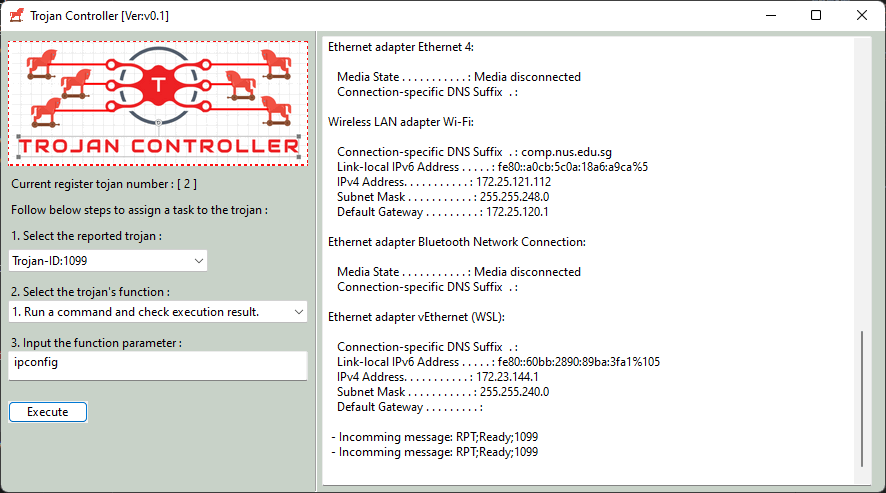 Trojan Controller [Ver:v0.1]
T
TROJAN CONTROLLER
Current register tojan number : [ 2 ]
Follow below steps to assign a task to the trojan :
1. Select the reported trojan :
Trojan-ID:1099
2. Select the trojan's function :
1. Run a command and check execution result.
3. Input the function parameter :
ipconfig
Execute
Ethernet adapter Ethernet 4:
Media State . . . . . . . . . . . : Media disconnected
Connection-specific DNS Suffix  . :
Wireless LAN adapter Wi-Fi:
Connection-specific DNS Suffix  . : comp.nus.edu.sg
Link-local IPv6 Address . . . . . : fe80::a0cb:5c0a:18a6:a9ca%5
IPv4 Address. . . . . . . . . . . : 172.25.121.112
Subnet Mask . . . . . . . . . . . : 255.255.248.0
Default Gateway . . . . . . . . . : 172.25.120.1
Ethernet adapter Bluetooth Network Connection:
Media State . . . . . . . . . . . : Media disconnected
Connection-specific DNS Suffix  . :
Ethernet adapter vEthernet (WSL):
Connection-specific DNS Suffix  . :
Link-local IPv6 Address . . . . . : fe80::60bb:2890:89ba:3fa1%105
IPv4 Address. . . . . . . . . . . : 172.23.144.1
Subnet Mask . . . . . . . . . . . : 255.255.240.0
Default Gateway . . . . . . . . . :
- Incomming message: RPT;Ready;1099
- Incomming message: RPT;Ready;1099